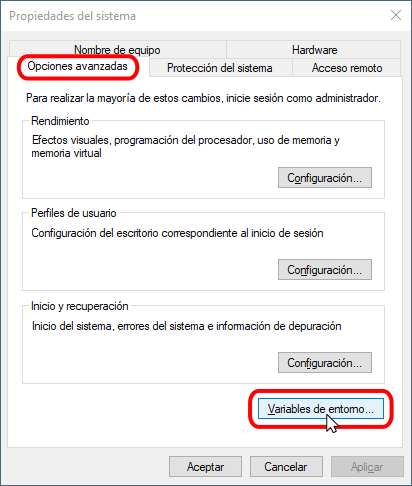 Propiedades del sistema
Nombre de equipo
Hardware
Opciones avanzadas
Protección del sistema
Acceso remoto
Para realizar la mayoría de estos cambios, inicie sesión como administrador.
Rendimiento
Efectos visuales, programación del procesador, uso de memoria y
memoria virtual
Configuración...
Perfiles de usuario
Configuración del escritorio correspondiente al inicio de sesión
Configuración...
Inicio y recuperación
Inicio del sistema, errores del sistema e información de depuración
Configuración...
Variables de entorno...
Aceptar
Cancelar
Aplicar